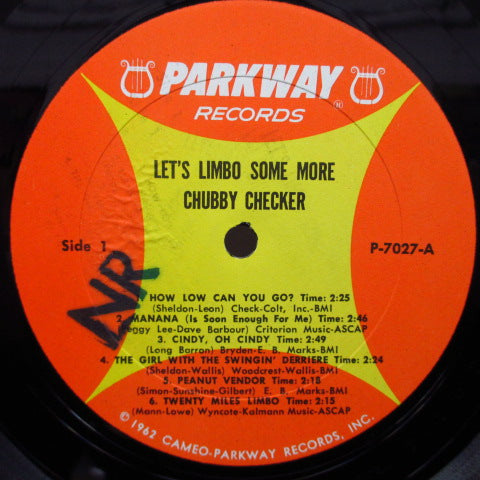 PARKWAY
RECORDS
LET'S LIMBO SOME MORE
CHUBBY CHECKER
Side 1
P-7027-A
NR
HOW LOW CAN YOU GO? Time: 2:25
(Sheldon-Leon) Check-Colt, Inc.-BMI
2. MANANA (Is Soon Enough For Me) Time: 2:46
(Peggy Lee-Dave Barbour) Criterion Music-ASCAP
3. CINDY, OH CINDY Time: 2:49
(Long Barron) Bryden-E. B. Marks-BMI
4. THE GIRL WITH THE SWINGIN' DERRIERE Time: 2:24
(Sheldon-Wallis) Woodcrest-Wallis-BMI
5. PEANUT VENDOR Time: 2:18
(Simon-Sunshine-Gilbert) E. B. Marks-BMI
6. TWENTY MILES LIMBO Time: 2:15
(Mann-Lowe) Wyncote-Kalmann Music-ASCAP
© 1962 CAMEO-PARKWAY RECORDS, INC.